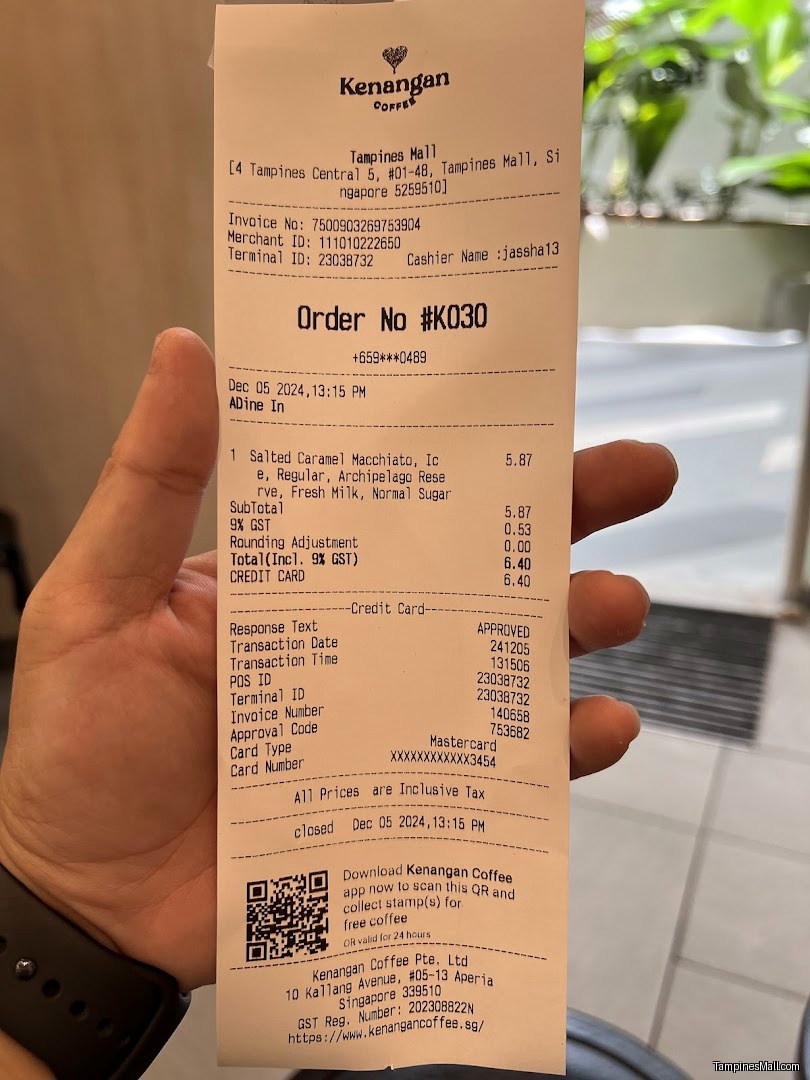 Kenangan
COFFEE
Tampines Mall
[4 Tampines Central 5, #01-48, Tampines Mall, Si
ngapore 5259510]
Invoice No: 7500903269753904
Merchant ID: 111010222650
Terminal ID: 23038732 Cashier Name :jassha13
Order No #K030
+659***0489
Dec 05 2024,13:15 PM
ADine In
1 Salted Caramel Macchiato, Ic 5.87
e, Regular, Archipelago Rese
rve, Fresh Milk, Normal Sugar
SubTotal 5.87
9% GST 0.53
Rounding Adjustment 0.00
Total(Incl. 9% GST) 6.40
CREDIT CARD 6.40
Credit Card
Response Text APPROVED
Transaction Date 241205
Transaction Time 131506
POS ID 23038732
Terminal ID 23038732
Invoice Number 140658
Approval Code 753682
Card Type Mastercard
Card Number XXXXXXXXXXXX3454
All Prices are Inclusive Tax
closed Dec 05 2024,13:15 PM
Download Kenangan Coffee
app now to scan this QR and
collect stamp(s) for
free coffee
QR valid for 24 hours
Kenangan Coffee Pte. Ltd
10 Kallang Avenue, #05-13 Aperia
Singapore 339510
GST Reg. Number: 202308822N
https://www.kenangancoffee.sg/
TampinesMall.com